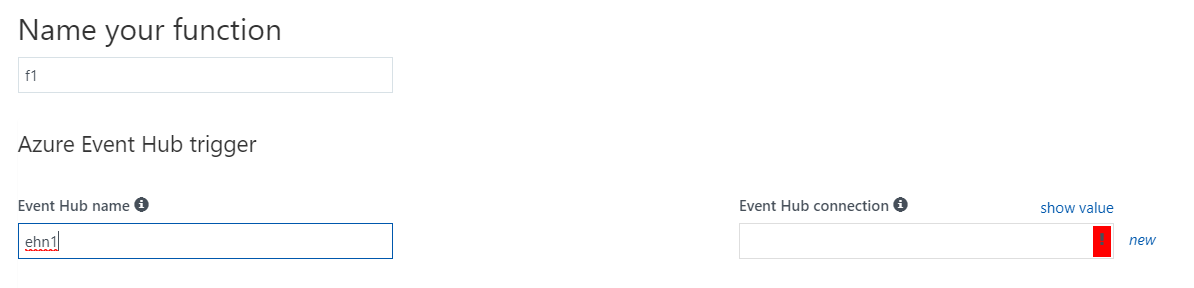 Name your function
f1
Azure Event Hub trigger
Event Hub name
Event Hub connection
show value
ehn1
new